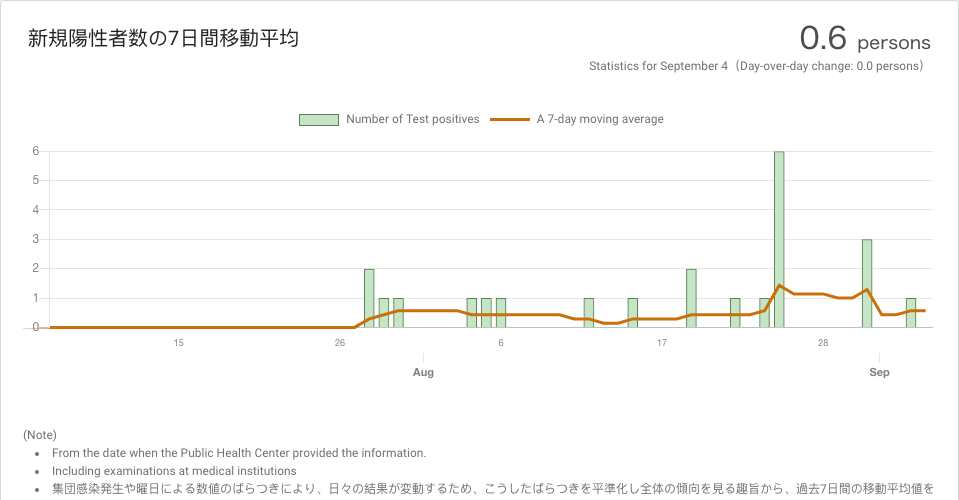 新規陽性者数の7日間移動平均
0.6 persons
Statistics for September 4（Day-over-day change: 0.0 persons）
Number of Test positives A 7-day moving average
6
5
4
3
2
1
0
15 26 6 17 28
Aug Sep
(Note)
• From the date when the Public Health Center provided the information.
• Including examinations at medical institutions
• 集団感染発生や曜日による数値のばらつきにより、日々の結果が変動するため、こうしたばらつきを平準化し全体の傾向を見る趣旨から、過去7日間の移動平均値を